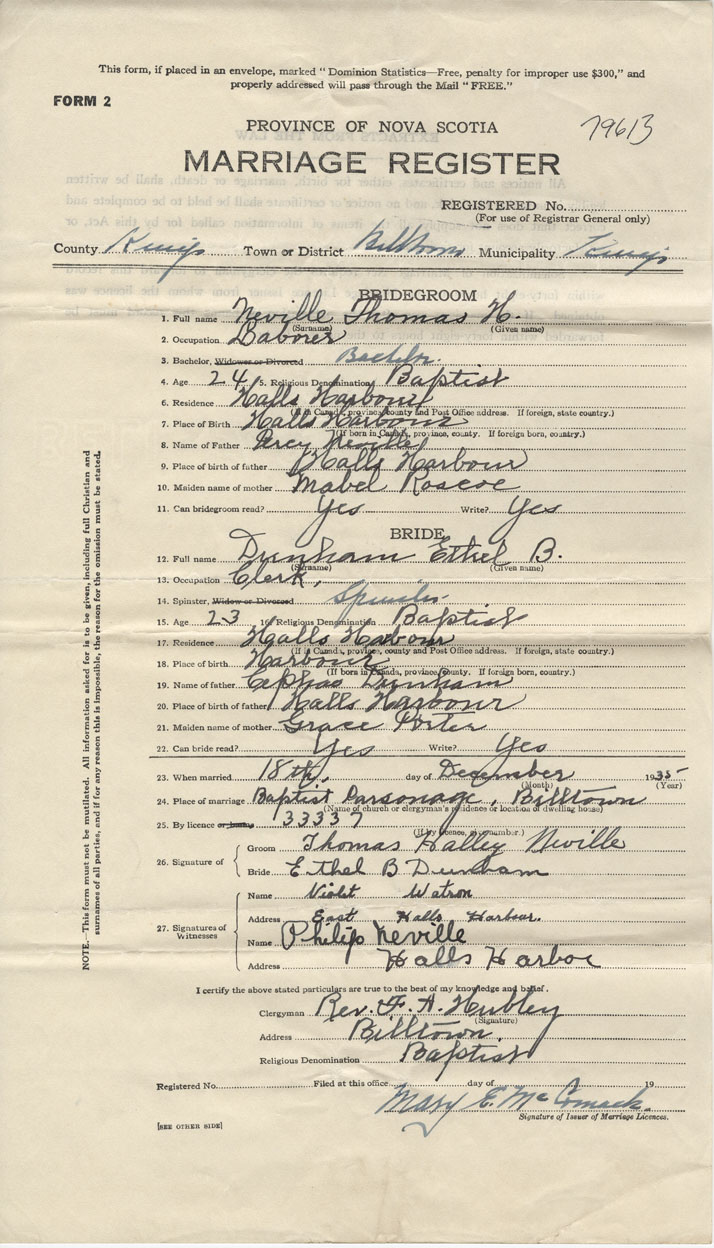 This form, if placed in an envelope, marked “Dominion Statistics—Free, penalty for improper use $300,” and
properly addressed will pass through the Mail “FREE.”
FORM 2
79613
PROVINCE OF NOVA SCOTIA
MARRIAGE REGISTER
REGISTERED No.
(For use of Registrar General only)
County Kings Town or District Billtown Municipality Kings
BRIDEGROOM
1. Full name Neville Thomas H.
(Surname) (Given name)
2. Occupation Laborer
3. Bachelor, Widower or Divorced Bachelor
4. Age 24 5. Religious Denomination Baptist
6. Residence Halls Harbour
(If in Canada, province, county and Post Office address. If foreign, state country.)
7. Place of Birth Halls Harbour
(If born in Canada, province, county. If foreign born, country.)
8. Name of Father Percy Neville
9. Place of birth of father Halls Harbour
10. Maiden name of mother Mabel Roscoe
11. Can bridegroom read? Yes Write? Yes
BRIDE
12. Full name Dunham Ethel B.
(Surname) (Given name)
13. Occupation Clerk,
14. Spinster, Widow or Divorced Spinster
15. Age 23 16 Religious Denomination Baptist
17. Residence Halls Harbour
(If in Canada, province, county and Post Office address. If foreign, state country.)
18. Place of birth Harbour
(If born in Canada, province, county. If foreign born, country.)
19. Name of father Cephas Dunham
20. Place of birth of father Halls Harbour
21. Maiden name of mother Grace Porter
22. Can bride read? Yes Write? Yes
23. When married 18th, day of December 1935
(Month) (Year)
24. Place of marriage Baptist Parsonage, Billtown
(Name of church or clergyman's residence or location of dwelling house)
25. By licence or banns 33337
(If by licence, give number.)
26. Signature of
Groom Thomas Halley Neville
Bride Ethel B Dunham
27. Signatures of Witnesses
Name Violet Watson
Address East Halls Harbour.
Name Philip Neville
Address Halls Harboe
I certify the above stated particulars are true to the best of my knowledge and belief.
Clergyman Rev. F. A. Hubley
(Signature)
Address Billtown.
Religious Denomination Baptist
Registered No. Filed at this office day of 19
Mary E. McComack.
Signature of Issuer of Marriage Licences.
[SEE OTHER SIDE]
NOTE.—This form must not be mutilated. All information asked for is to be given, including full Christian and
surnames of all parties, and if for any reason this is impossible, the reason for the omission must be stated.